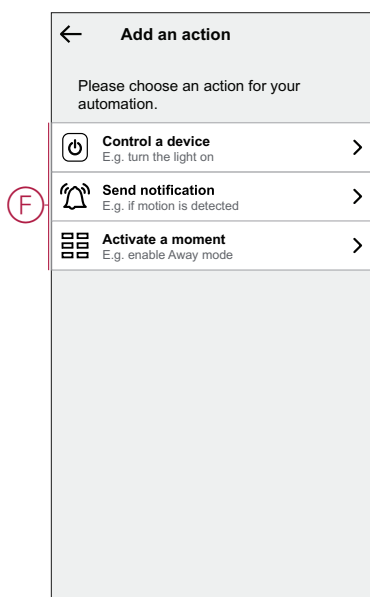 Add an action
Please choose an action for your
automation.
Control a device
E.g. turn the light on
F
Send notification
E.g. if motion is detected
Activate a moment
E.g. enable Away mode